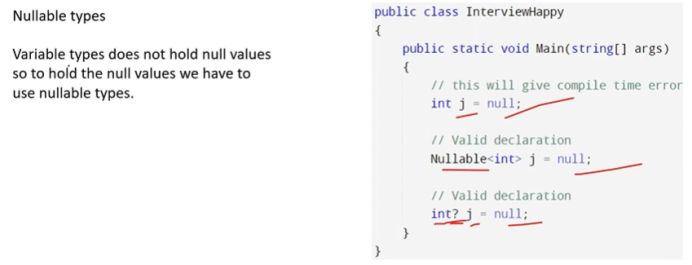 Nullable types
Variable types does not hold null values
so to hold the null values we have to
use nullable types.
public class InterviewHappy
{
public static void Main(string[] args)
{
// this will give compile time error
int j = null;
// Valid declaration
Nullable<int> j = null;
// Valid declaration
int? j = null;
}
}